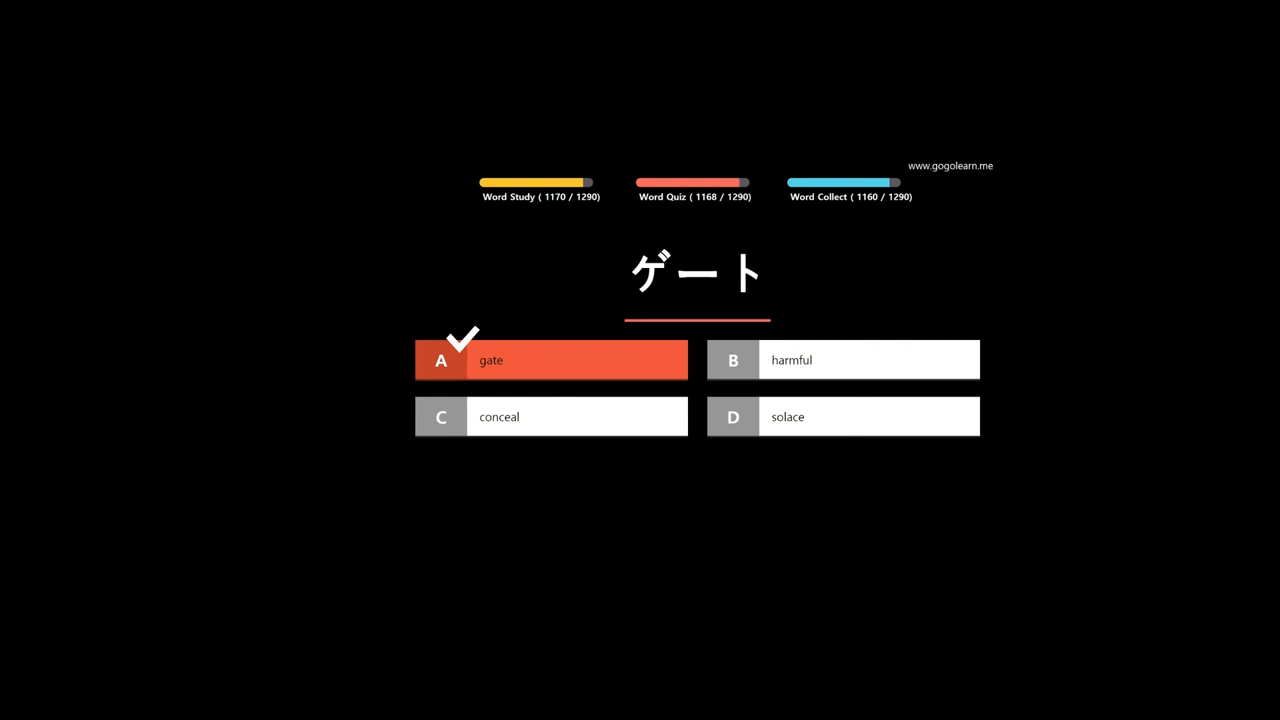 www.gogolearn.me
Word Study ( 1170 / 1290)
Word Quiz ( 1168 / 1290)
Word Collect ( 1160 / 1290)
ゲート
A gate
B harmful
C conceal
D solace